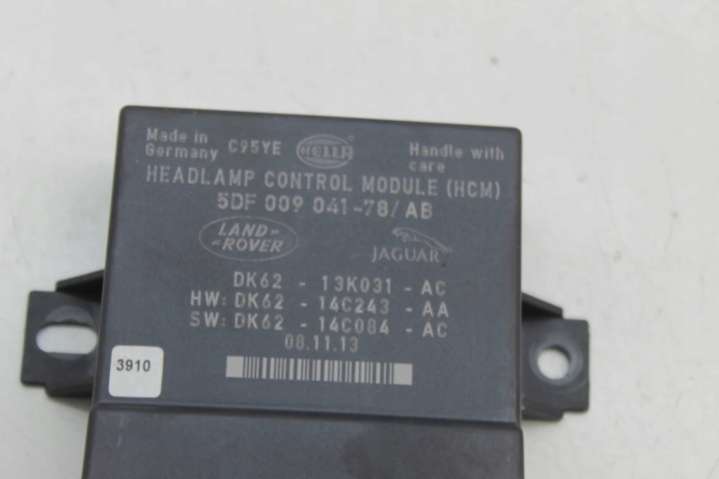 Made in
Germany
C95YE
HELLA
Handle with
care
HEADLAMP CONTROL MODULE (HCM)
5DF 009 041-78/AB
LAND-
-ROVER
JAGUAR
DK62 - 13K031 - AC
HW: DK62 - 14C243 - AA
SW: DK62 - 14C084 - AC
08.11.13
3910